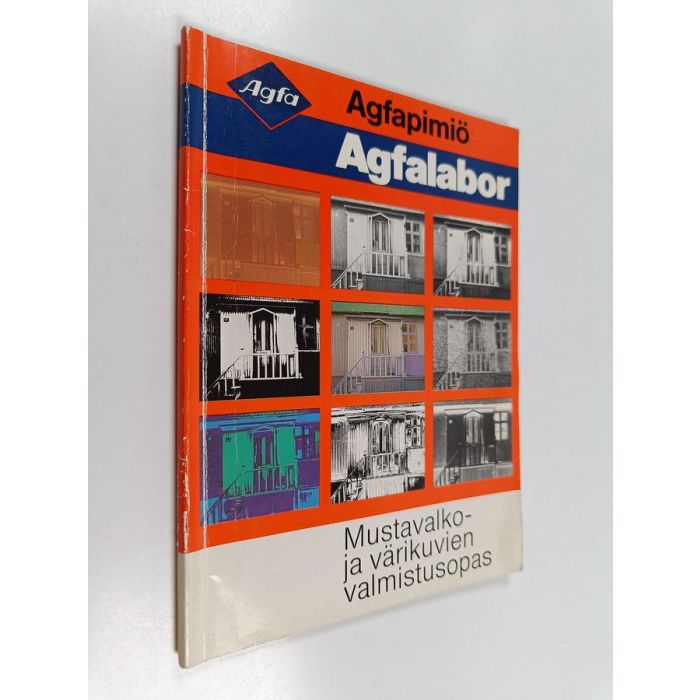 Agfa
Agfapimiö
Agfalabor
Mustavalko-
ja värikuvien
valmistusopas